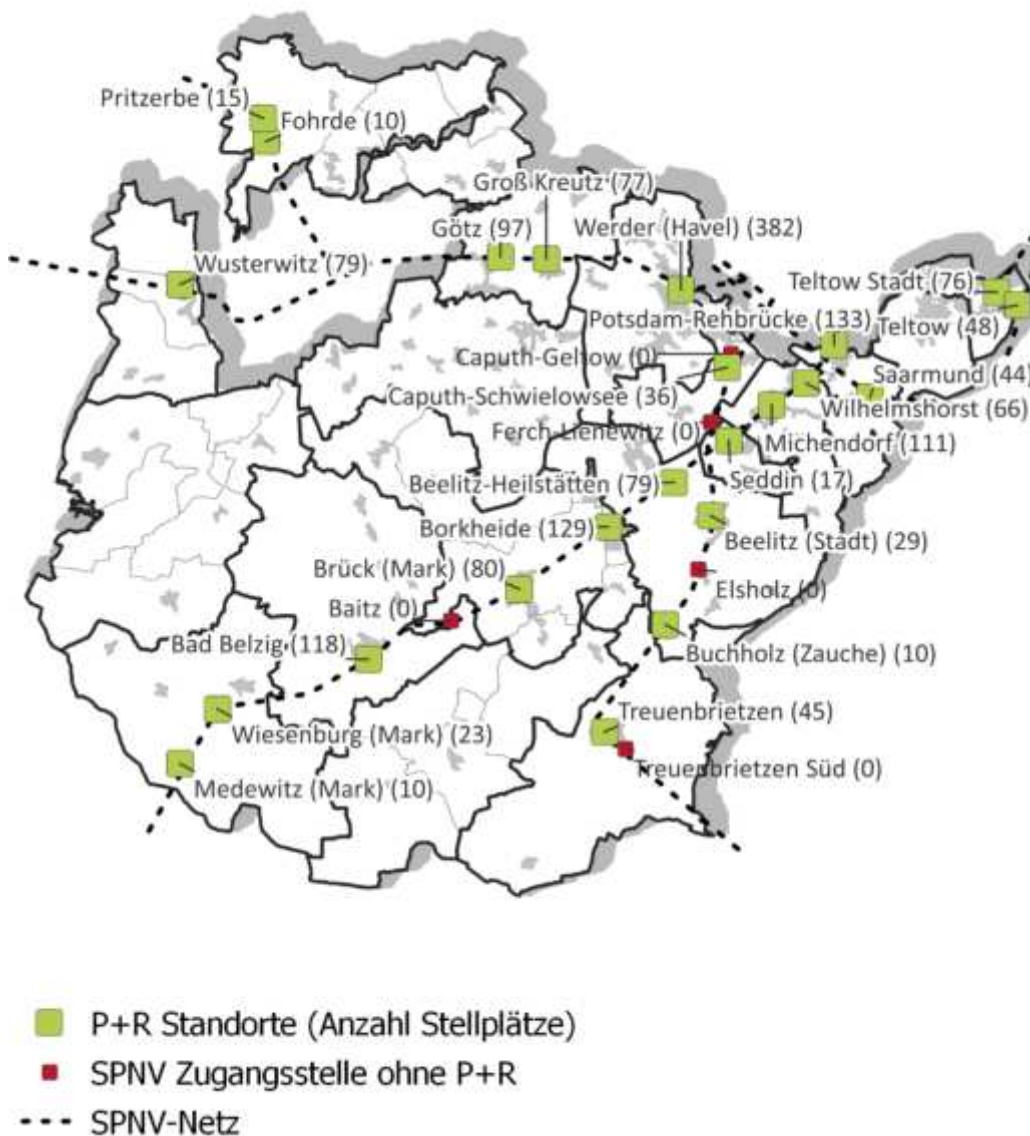 Pritzerbe (15)
Fohrde (10)
Groß Kreutz (77)
Götz (97)
Werder (Havel) (382)
Wusterwitz (79)
Teltow Stadt (76)
Potsdam-Rehbrücke (133)
Teltow (48)
Caputh-Geltow (0)
Saarmund (44)
Caputh-Schwielowsee (36)
Wilhelmshorst (66)
Ferch-Lienewitz (0)
Michendorf (111)
Seddin (17)
Beelitz-Heilstätten (79)
Borkheide (129)
Beelitz (Stadt) (29)
Brück (Mark) (80)
Elsholz (0)
Baitz (0)
Bad Belzig (118)
Buchholz (Zauche) (10)
Wiesenburg (Mark) (23)
Treuenbrietzen (45)
Treuenbrietzen Süd (0)
Medewitz (Mark) (10)
P+R Standorte (Anzahl Stellplätze)
SPNV Zugangsstelle ohne P+R
SPNV-Netz